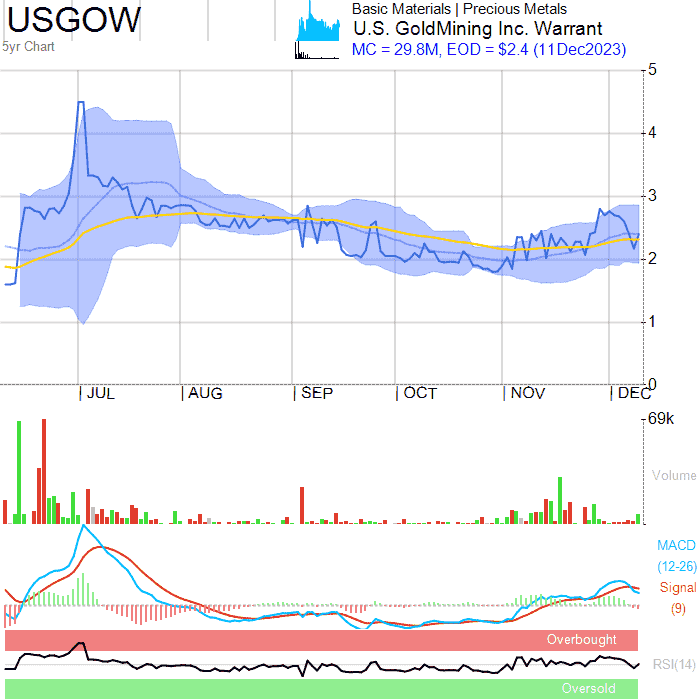 USGOW
Basic Materials | Precious Metals
U.S. GoldMining Inc. Warrant
5yr Chart
MC = 29.8M, EOD = $2.4 (11Dec2023)
5
4
3
2
1
0
| JUL | AUG | SEP | OCT | NOV | DEC
69k
Volume
MACD
(12-26)
Signal
(9)
Overbought
RSI(14)
Oversold